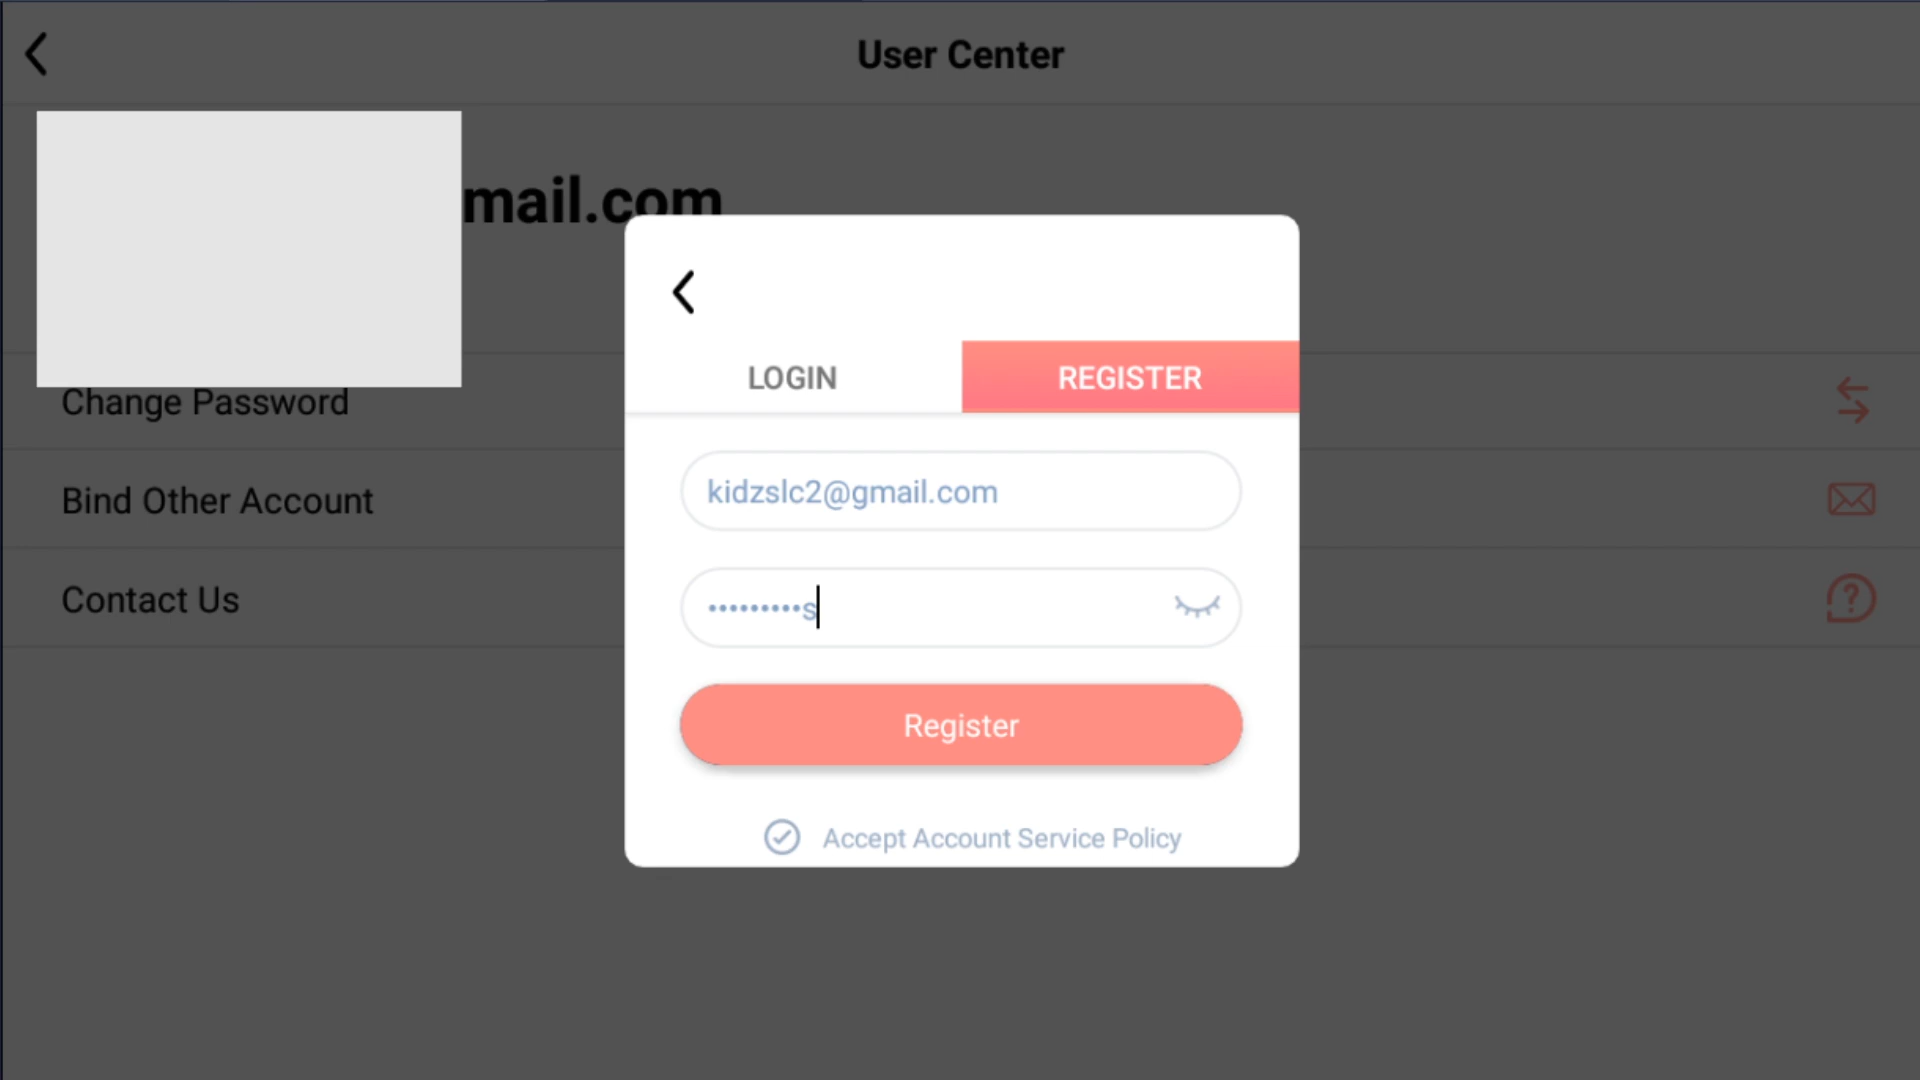 User Center
mail.com
LOGIN
REGISTER
Change Password
kidzslc2@gmail.com
Bind Other Account
•••••••••s
Contact Us
Register
Accept Account Service Policy